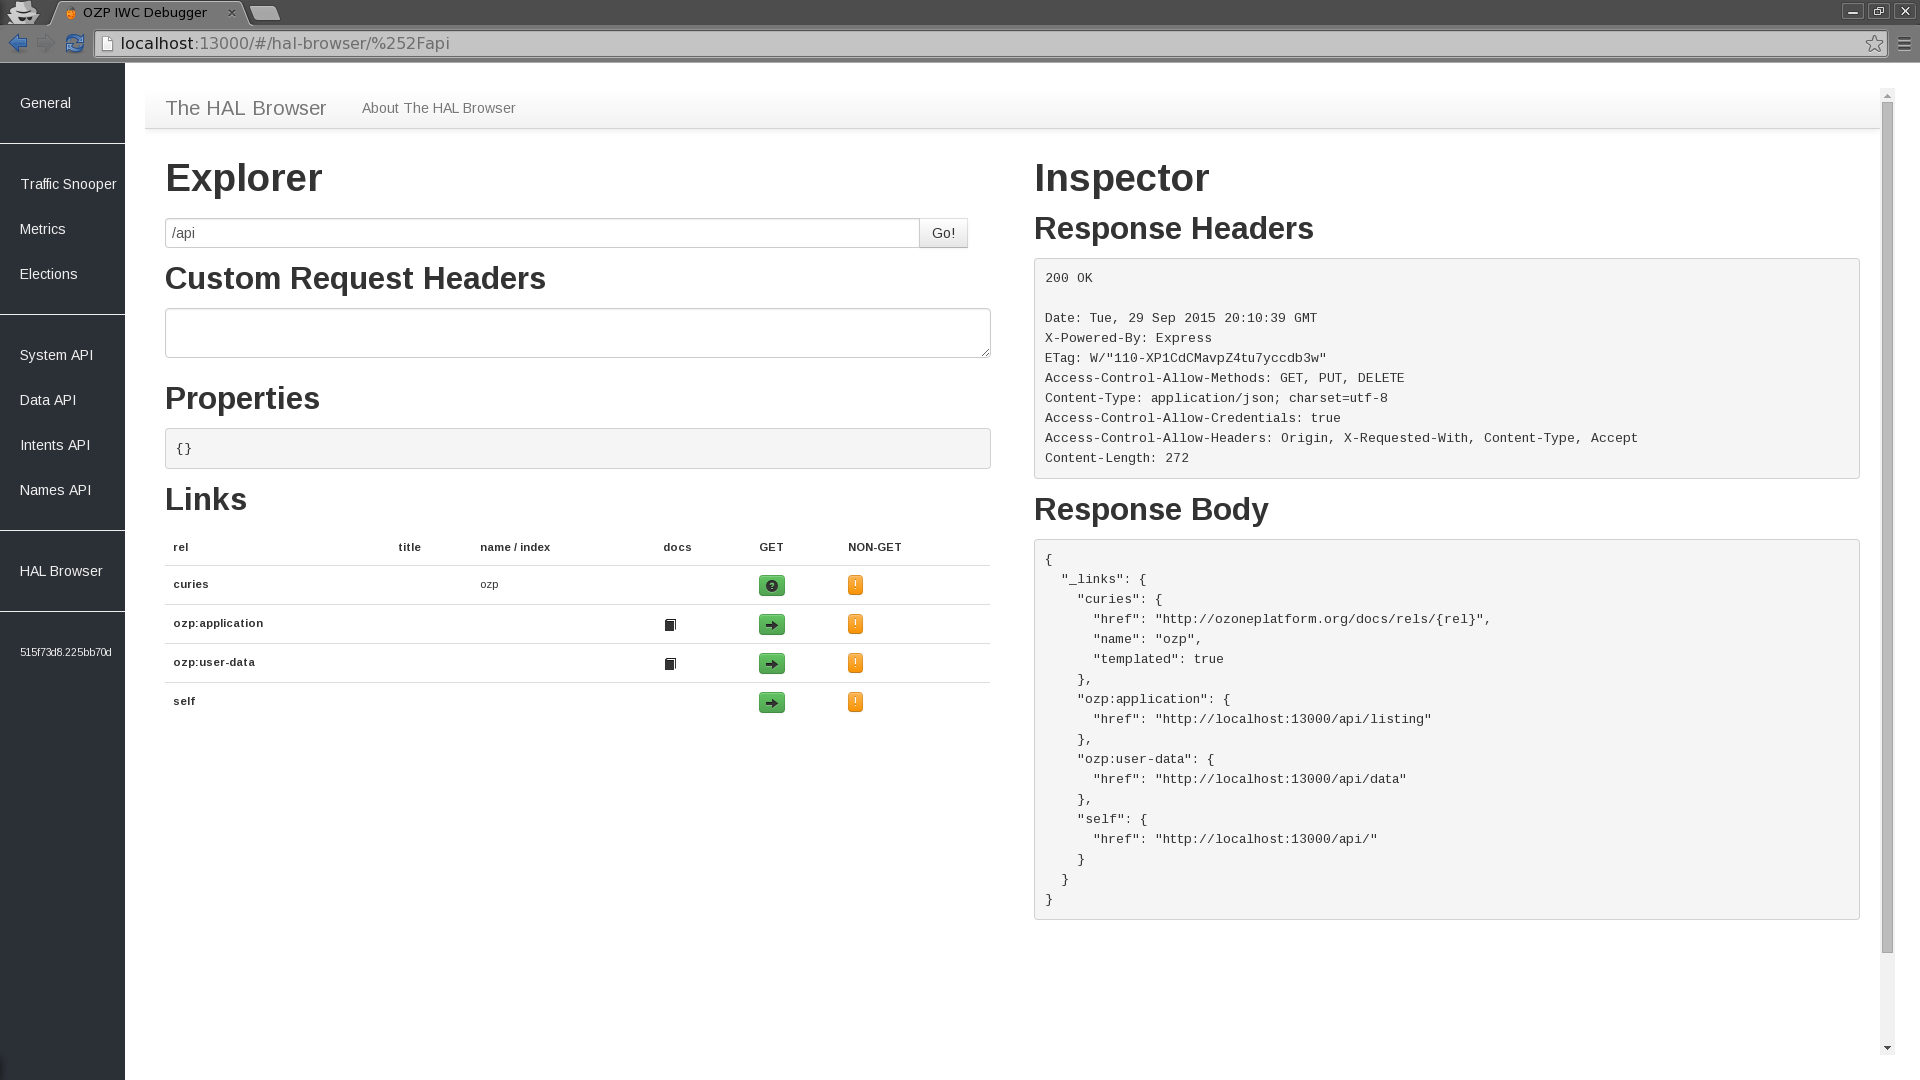 OZP IWC Debugger
localhost:13000/#/hal-browser/%252Fapi
General
Traffic Snooper
Metrics
Elections
System API
Data API
Intents API
Names API
HAL Browser
515f73d8.225bb70d
The HAL Browser About The HAL Browser
Explorer
/api Go!
Custom Request Headers
Properties
{}
Links
rel title name / index docs GET NON-GET
curies ozp ? !
ozp:application !
ozp:user-data !
self !
Inspector
Response Headers
200 OK
Date: Tue, 29 Sep 2015 20:10:39 GMT
X-Powered-By: Express
ETag: W/"110-XP1CdCMavpZ4tu7yccdb3w"
Access-Control-Allow-Methods: GET, PUT, DELETE
Content-Type: application/json; charset=utf-8
Access-Control-Allow-Credentials: true
Access-Control-Allow-Headers: Origin, X-Requested-With, Content-Type, Accept
Content-Length: 272
Response Body
{
  "_links": {
    "curies": {
      "href": "http://ozoneplatform.org/docs/rels/{rel}",
      "name": "ozp",
      "templated": true
    },
    "ozp:application": {
      "href": "http://localhost:13000/api/listing"
    },
    "ozp:user-data": {
      "href": "http://localhost:13000/api/data"
    },
    "self": {
      "href": "http://localhost:13000/api/"
    }
  }
}